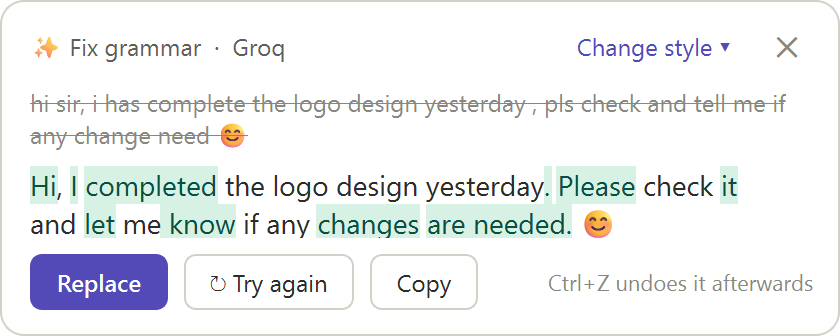 ✨ Fix grammar · Groq Change style ▼ ✕
hi sir, i has complete the logo design yesterday , pls check and tell me if
any change need 😊
Hi, I completed the logo design yesterday. Please check it
and let me know if any changes are needed. 😊
Replace ↻ Try again Copy Ctrl+Z undoes it afterwards